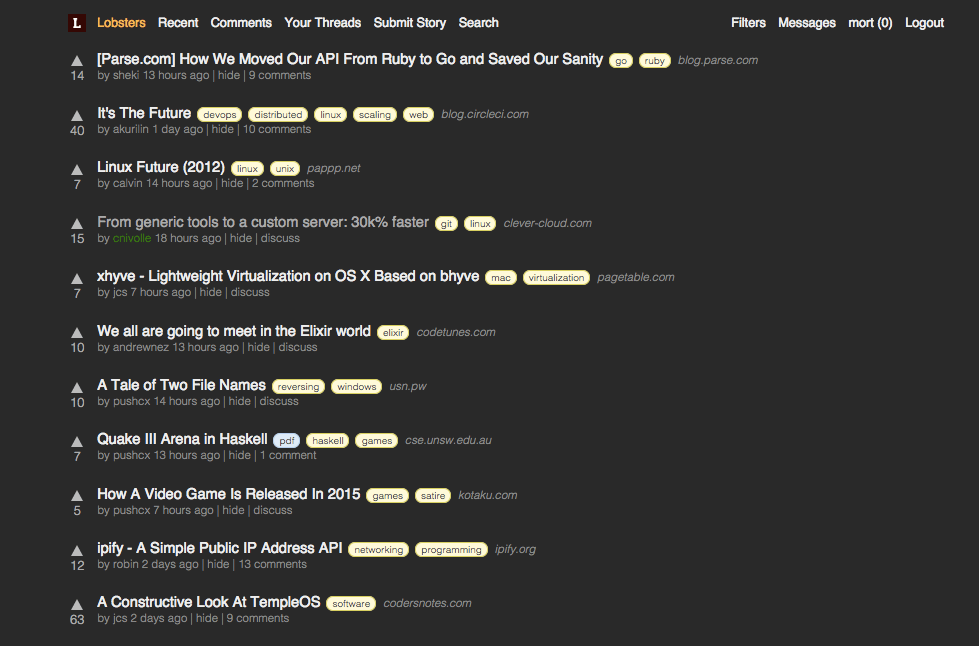 L Lobsters Recent Comments Your Threads Submit Story Search Filters Messages mort (0) Logout
▲ [Parse.com] How We Moved Our API From Ruby to Go and Saved Our Sanity go ruby blog.parse.com
14 by sheki 13 hours ago | hide | 9 comments
▲ It's The Future devops distributed linux scaling web blog.circleci.com
40 by akurilin 1 day ago | hide | 10 comments
▲ Linux Future (2012) linux unix pappp.net
7 by calvin 14 hours ago | hide | 2 comments
▲ From generic tools to a custom server: 30k% faster git linux clever-cloud.com
15 by cnivolle 18 hours ago | hide | discuss
▲ xhyve - Lightweight Virtualization on OS X Based on bhyve mac virtualization pagetable.com
7 by jcs 7 hours ago | hide | discuss
▲ We all are going to meet in the Elixir world elixir codetunes.com
10 by andrewnez 13 hours ago | hide | discuss
▲ A Tale of Two File Names reversing windows usn.pw
10 by pushcx 14 hours ago | hide | discuss
▲ Quake III Arena in Haskell pdf haskell games cse.unsw.edu.au
7 by pushcx 13 hours ago | hide | 1 comment
▲ How A Video Game Is Released In 2015 games satire kotaku.com
5 by pushcx 7 hours ago | hide | discuss
▲ ipify - A Simple Public IP Address API networking programming ipify.org
12 by robin 2 days ago | hide | 13 comments
▲ A Constructive Look At TempleOS software codersnotes.com
63 by jcs 2 days ago | hide | 9 comments